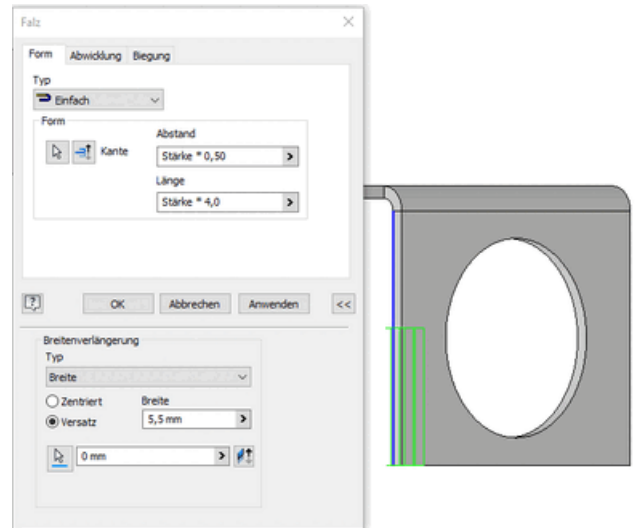 Falz
Form Abwicklung Biegung
Typ
Einfach
Form
Kante
Abstand
Stärke * 0,50
Länge
Stärke * 4,0
OK Abbrechen Anwenden <<
Breitenverlängerung
Typ
Breite
Zentriert
Versatz
Breite
5,5 mm
0 mm